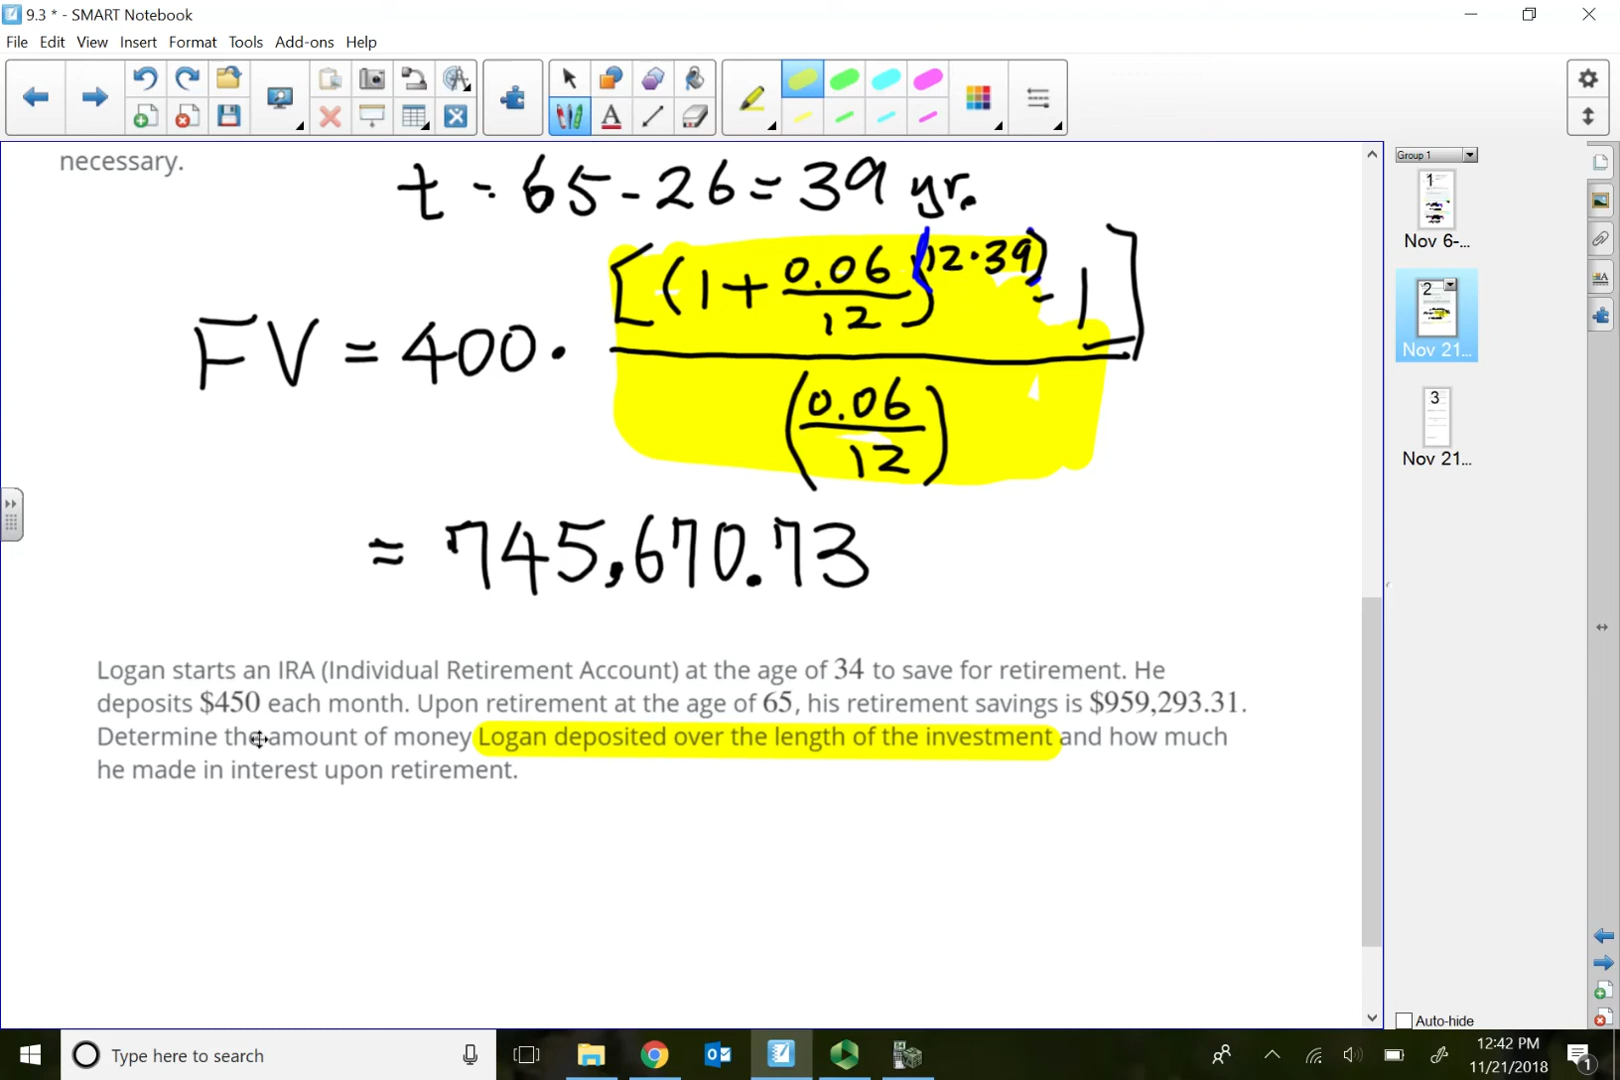 9.3 * - SMART Notebook
File Edit View Insert Format Tools Add-ons Help
necessary.
t = 65 - 26 = 39 yr.
FV = 400 · [(1 + 0.06/12)^(12·39) - 1] / (0.06/12)
≈ 745,670.73
Logan starts an IRA (Individual Retirement Account) at the age of 34 to save for retirement. He
deposits $450 each month. Upon retirement at the age of 65, his retirement savings is $959,293.31.
Determine the amount of money Logan deposited over the length of the investment and how much
he made in interest upon retirement.
Group 1
1
Nov 6-...
2
Nov 21...
3
Nov 21...
Auto-hide
Type here to search
12:42 PM
11/21/2018
1